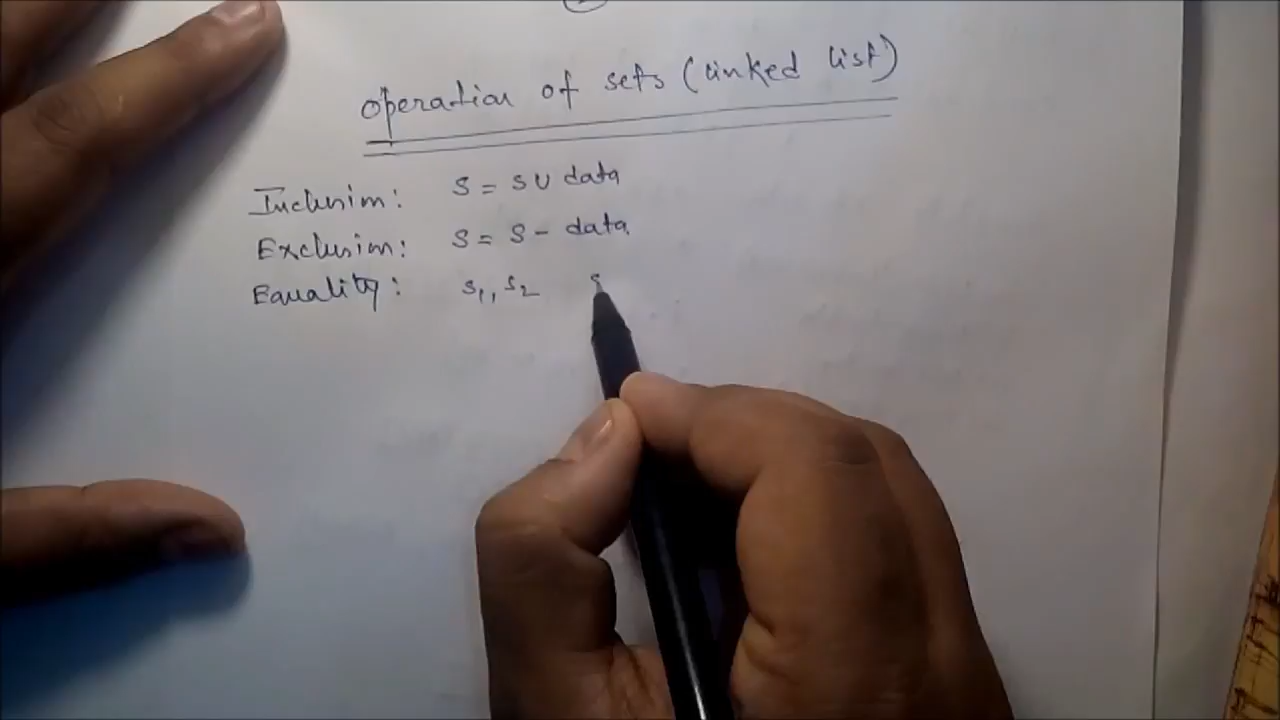 Operation of sets (Linked list)
Inclusion: S = S ∪ data
Exclusion: S = S - data.
Equality: S1, S2 S